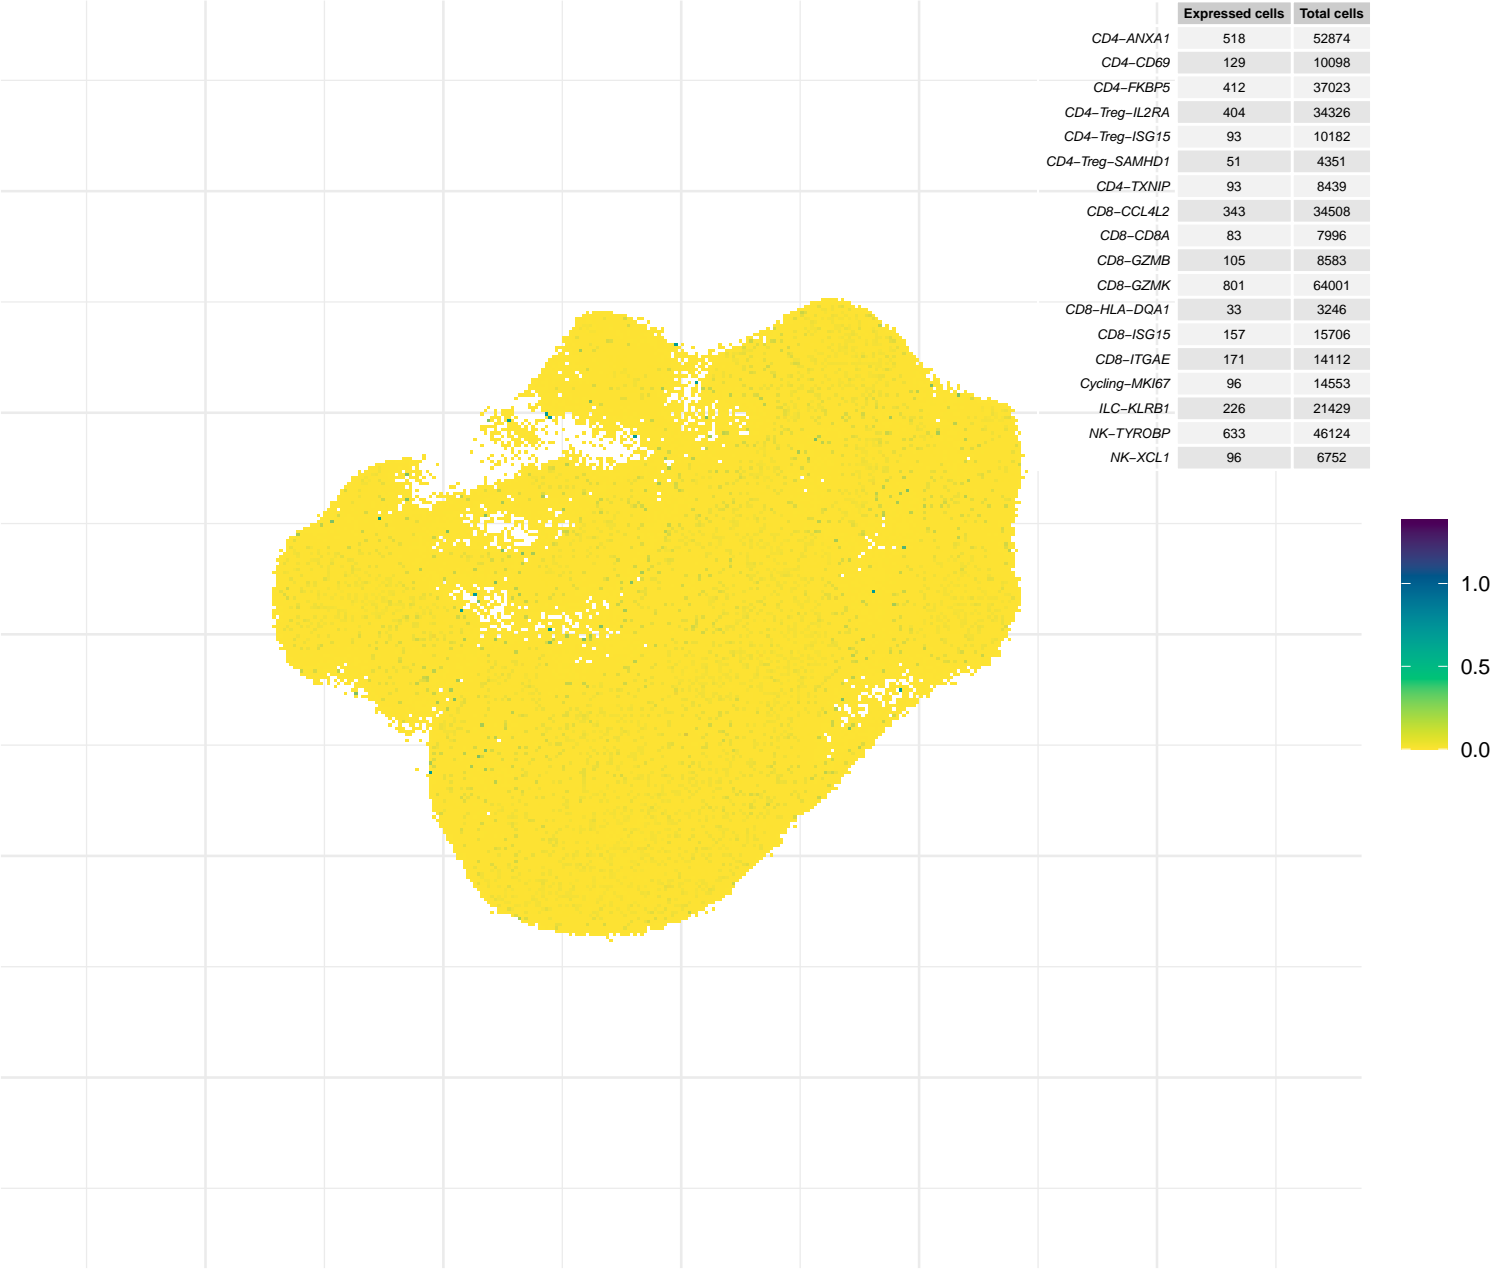 Expressed cells Total cells
CD4−ANXA1 518 52874
CD4−CD69 129 10098
CD4−FKBP5 412 37023
CD4−Treg−IL2RA 404 34326
CD4−Treg−ISG15 93 10182
CD4−Treg−SAMHD1 51 4351
CD4−TXNIP 93 8439
CD8−CCL4L2 343 34508
CD8−CD8A 83 7996
CD8−GZMB 105 8583
CD8−GZMK 801 64001
CD8−HLA−DQA1 33 3246
CD8−ISG15 157 15706
CD8−ITGAE 171 14112
Cycling−MKI67 96 14553
ILC−KLRB1 226 21429
NK−TYROBP 633 46124
NK−XCL1 96 6752
1.0
0.5
0.0